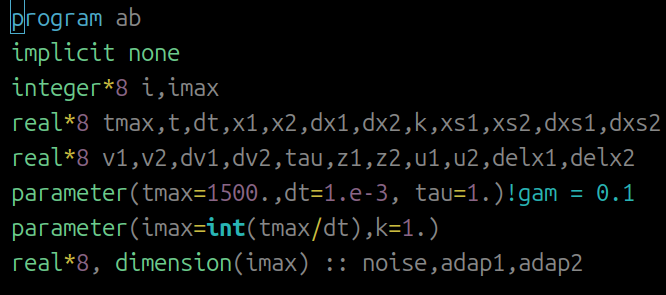 program ab
implicit none
integer*8 i,imax
real*8 tmax,t,dt,x1,x2,dx1,dx2,k,xs1,xs2,dxs1,dxs2
real*8 v1,v2,dv1,dv2,tau,z1,z2,u1,u2,delx1,delx2
parameter(tmax=1500.,dt=1.e-3, tau=1.)!gam = 0.1
parameter(imax=int(tmax/dt),k=1.)
real*8, dimension(imax) :: noise,adap1,adap2